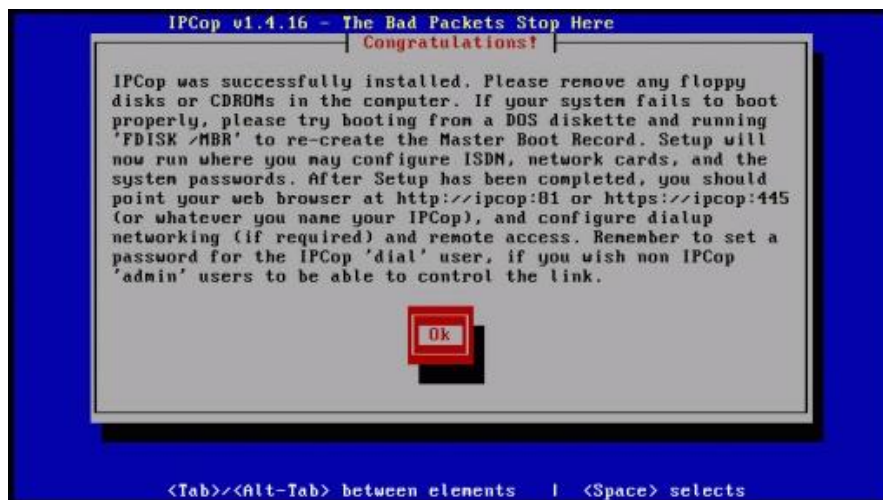 IPCop v1.4.16 - The Bad Packets Stop Here
Congratulations!
IPCop was successfully installed. Please remove any floppy
disks or CDROMs in the computer. If your system fails to boot
properly, please try booting from a DOS diskette and running
'FDISK /MBR' to re-create the Master Boot Record. Setup will
now run where you may configure ISDN, network cards, and the
system passwords. After Setup has been completed, you should
point your web browser at http://ipcop:81 or https://ipcop:445
(or whatever you name your IPCop), and configure dialup
networking (if required) and remote access. Remember to set a
password for the IPCop 'dial' user, if you wish non IPCop
'admin' users to be able to control the link.
Ok
<Tab>/<Alt-Tab> between elements | <Space> selects